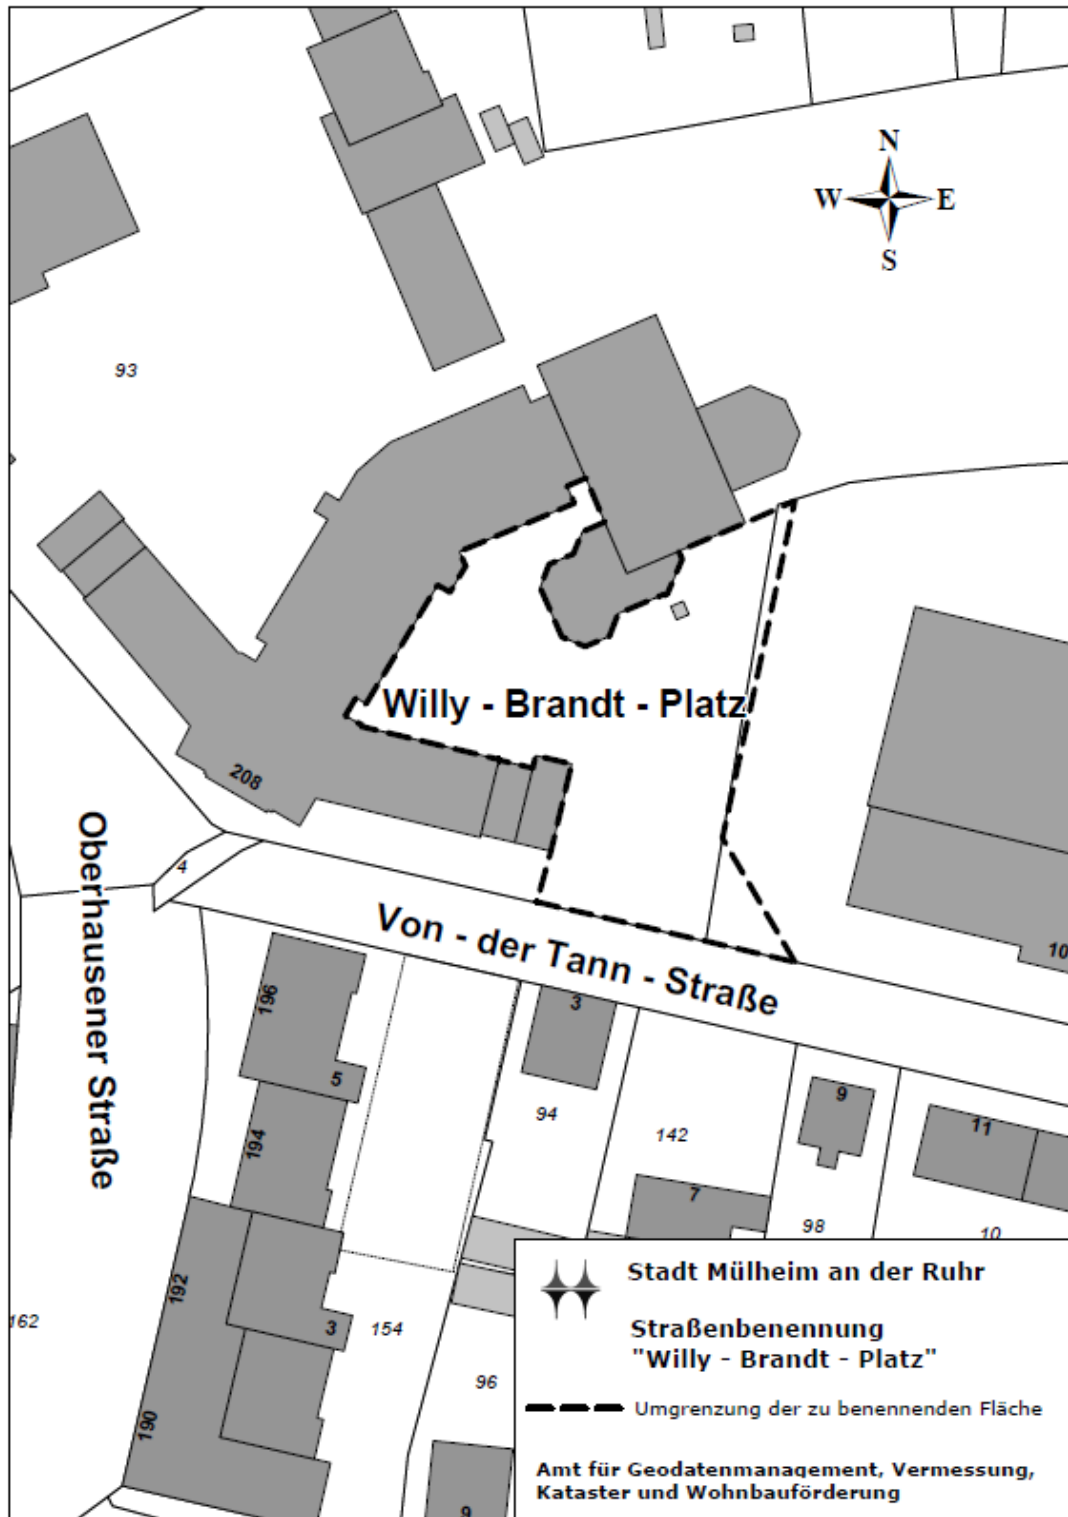 N
W E
S
93
Willy - Brandt - Platz
208
Oberhausener Straße
4
Von - der Tann - Straße
10
196
5
3
9
94
11
142
194
7
98
10
192
162
3
154
96
190
9
Stadt Mülheim an der Ruhr
Straßenbenennung
"Willy - Brandt - Platz"
Umgrenzung der zu benennenden Fläche
Amt für Geodatenmanagement, Vermessung,
Kataster und Wohnbauförderung